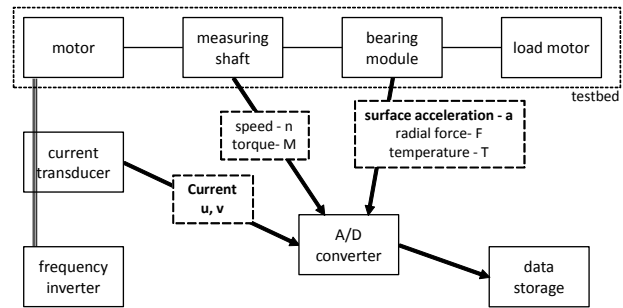 motor
measuring
shaft
bearing
module
load motor
testbed
speed - n
torque- M
surface acceleration - a
radial force- F
temperature - T
current
transducer
Current
u, v
A/D
converter
frequency
inverter
data
storage